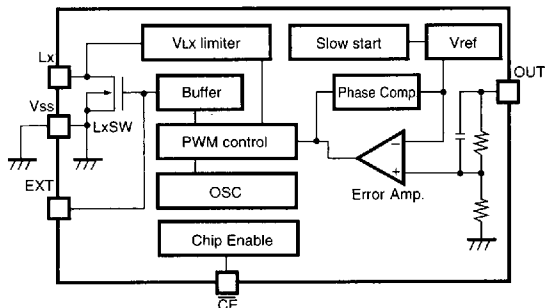 VLX limiter
Slow start
Vref
Lx
OUT
Buffer
Phase Comp
Vss
LxSW
PWM control
−
+
Error Amp.
EXT
OSC
Chip Enable
C̅E̅